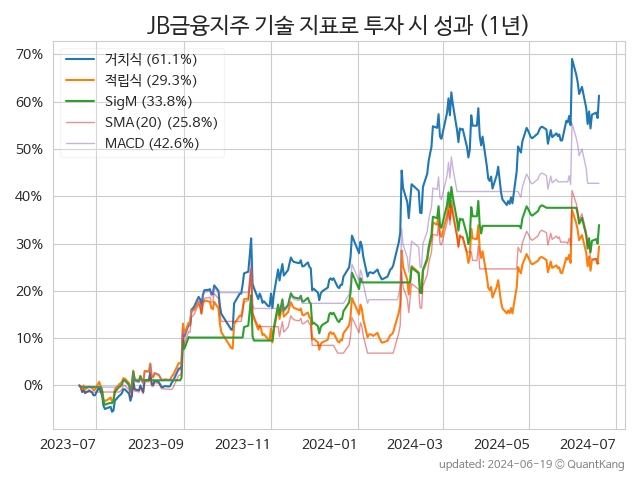 JB금융지주 기술 지표로 투자 시 성과 (1년)
거치식 (61.1%)
적립식 (29.3%)
SigM (33.8%)
SMA(20) (25.8%)
MACD (42.6%)
70%
60%
50%
40%
30%
20%
10%
0%
2023-07 2023-09 2023-11 2024-01 2024-03 2024-05 2024-07
updated: 2024-06-19 © QuantKang